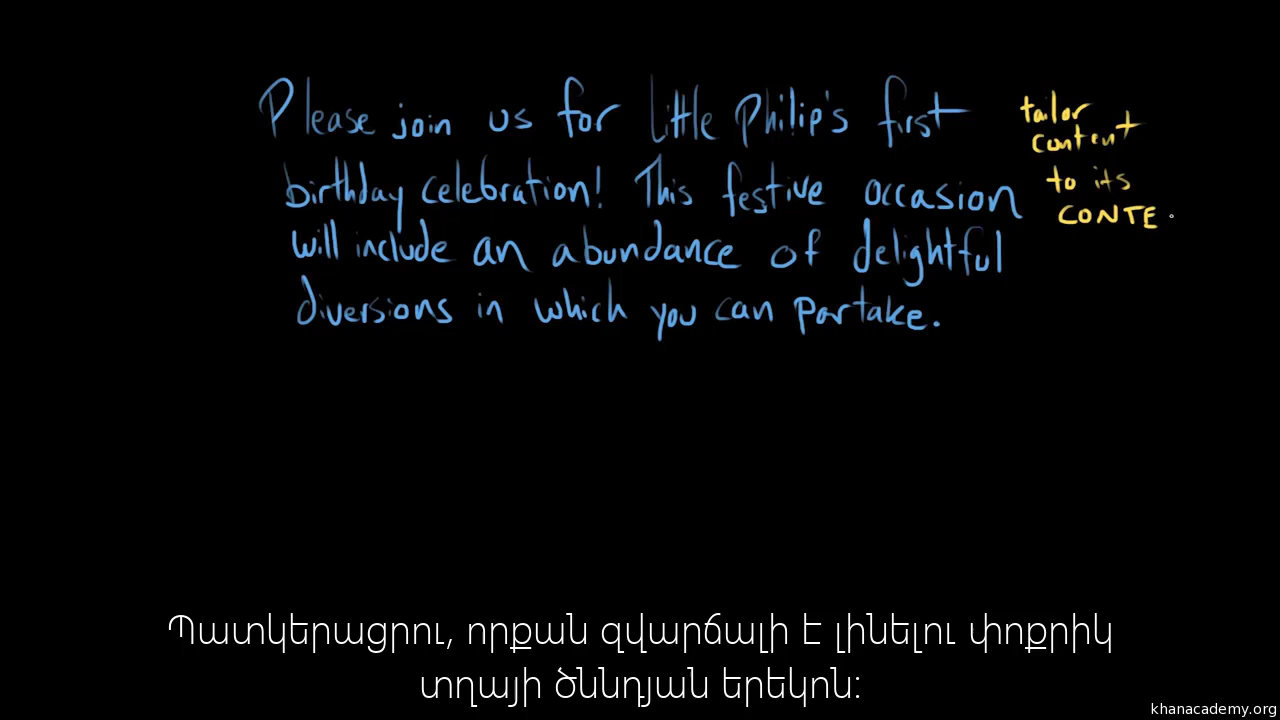 Please join us for little Philip's first
birthday celebration! This festive occasion
will include an abundance of delightful
diversions in which you can partake.
tailor
content
to its
CONTE
Պատկերացրու, որքան զվարճալի է լինելու փոքրիկ
տղայի ծննդյան երեկոն:
khanacademy.org